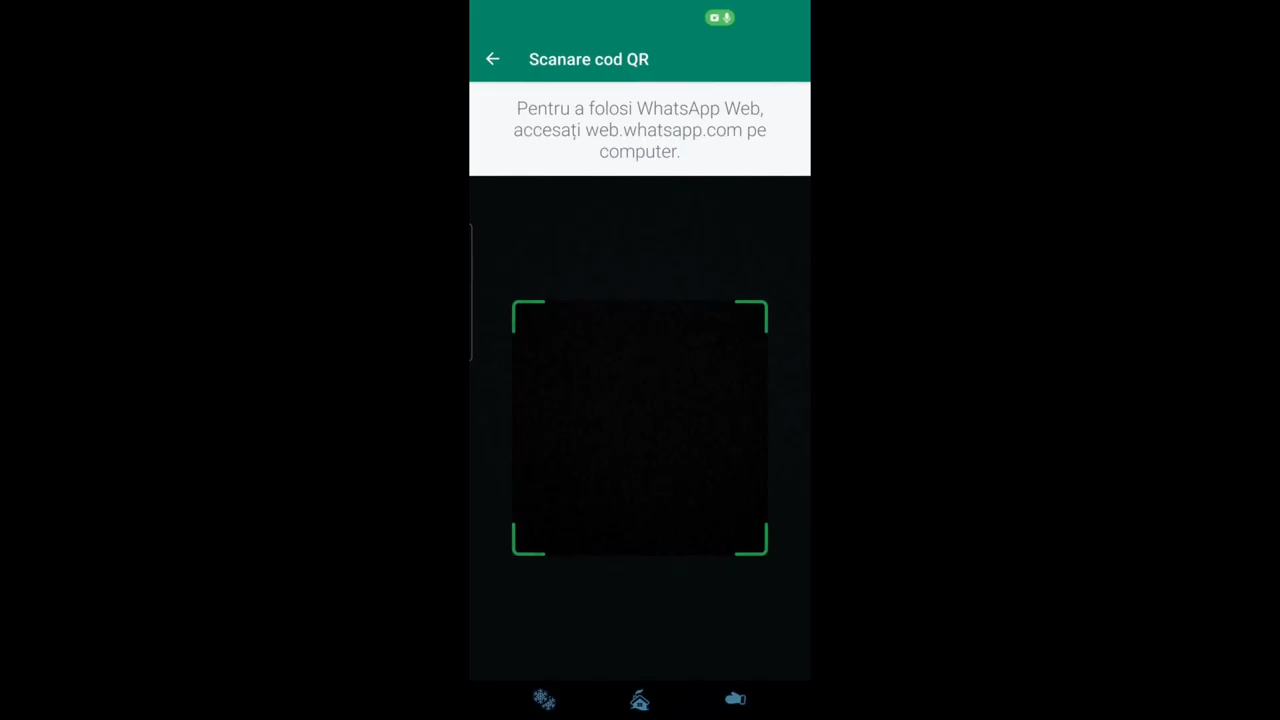 Scanare cod QR
Pentru a folosi WhatsApp Web,
accesați web.whatsapp.com pe
computer.